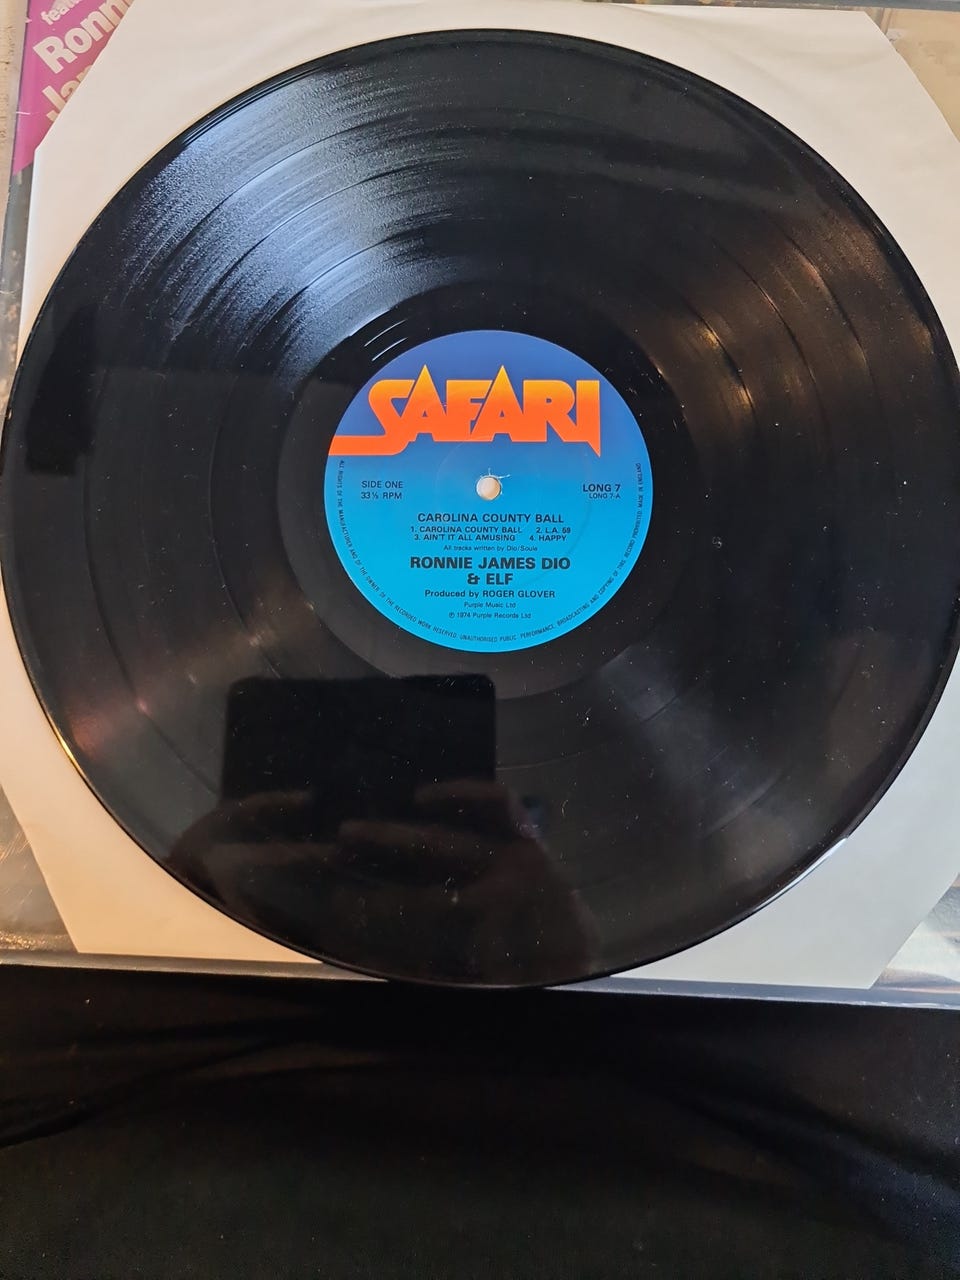 Ronn
SAFARI
SIDE ONE
33⅓ RPM
LONG 7
LONG 7-A
CAROLINA COUNTY BALL
1. CAROLINA COUNTY BALL 2. L.A. 59
3. AIN'T IT ALL AMUSING 4. HAPPY
All tracks written by Dio/Soule
RONNIE JAMES DIO
& ELF
Produced by ROGER GLOVER
Purple Music Ltd
℗ 1974 Purple Records Ltd
ALL RIGHTS OF THE MANUFACTURER AND OF THE OWNER OF THE RECORDED WORK RESERVED. UNAUTHORISED PUBLIC PERFORMANCE, BROADCASTING AND COPYING OF THIS RECORD PROHIBITED. MADE IN ENGLAND